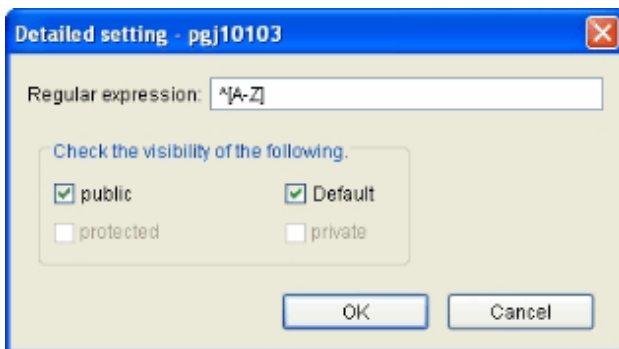 Detailed setting - pgj10103
Regular expression: ^[A-Z]
Check the visibility of the following.
public Default
protected private
OK Cancel